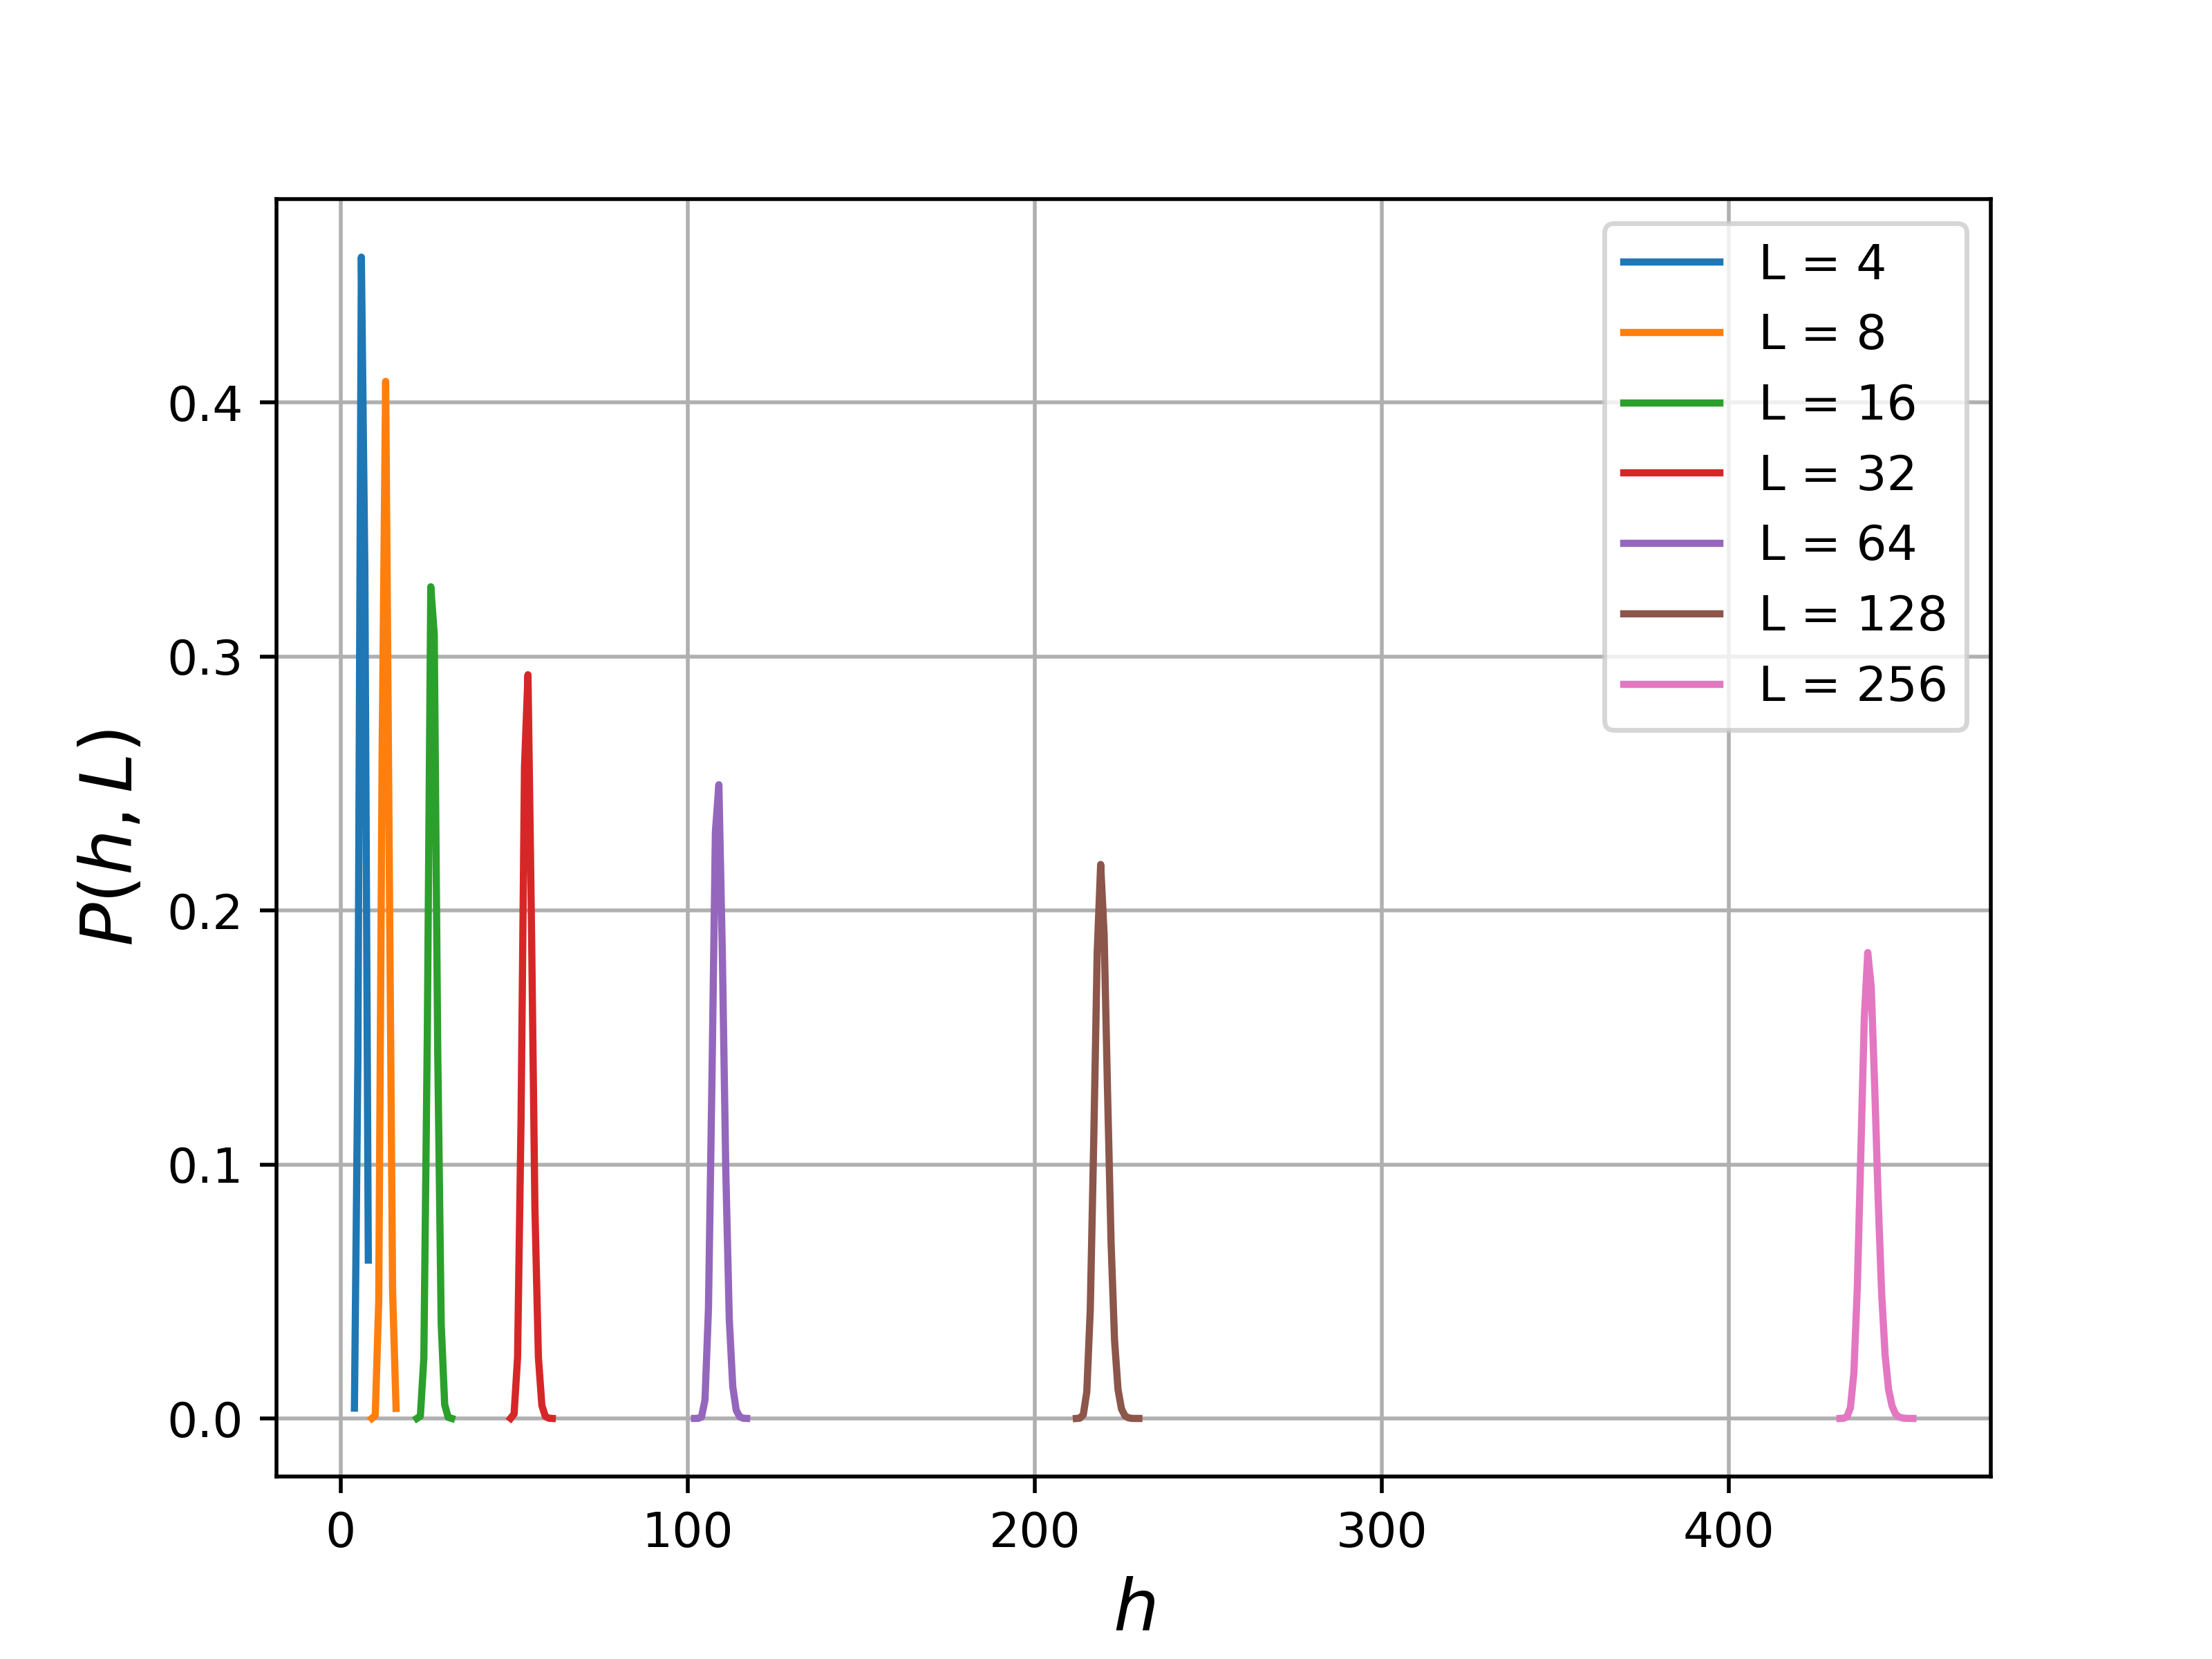 L = 4
L = 8
L = 16
L = 32
L = 64
L = 128
L = 256
0.4
0.3
0.2
0.1
0.0
P(h, L)
0 100 200 300 400
h